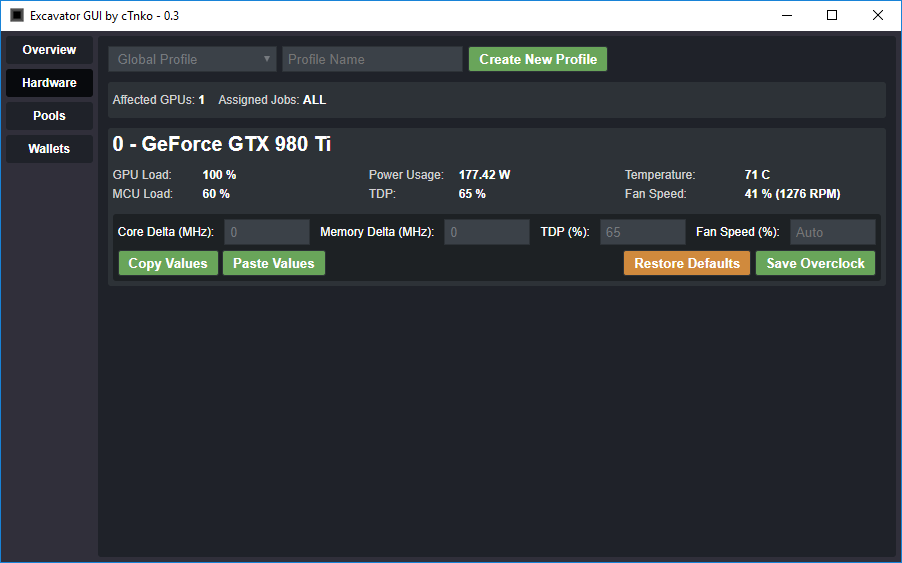 Excavator GUI by cTnko - 0.3
Overview
Hardware
Pools
Wallets
Global Profile Profile Name Create New Profile
Affected GPUs: 1 Assigned Jobs: ALL
0 - GeForce GTX 980 Ti
GPU Load: 100 % Power Usage: 177.42 W Temperature: 71 C
MCU Load: 60 % TDP: 65 % Fan Speed: 41 % (1276 RPM)
Core Delta (MHz): 0 Memory Delta (MHz): 0 TDP (%): 65 Fan Speed (%): Auto
Copy Values Paste Values Restore Defaults Save Overclock